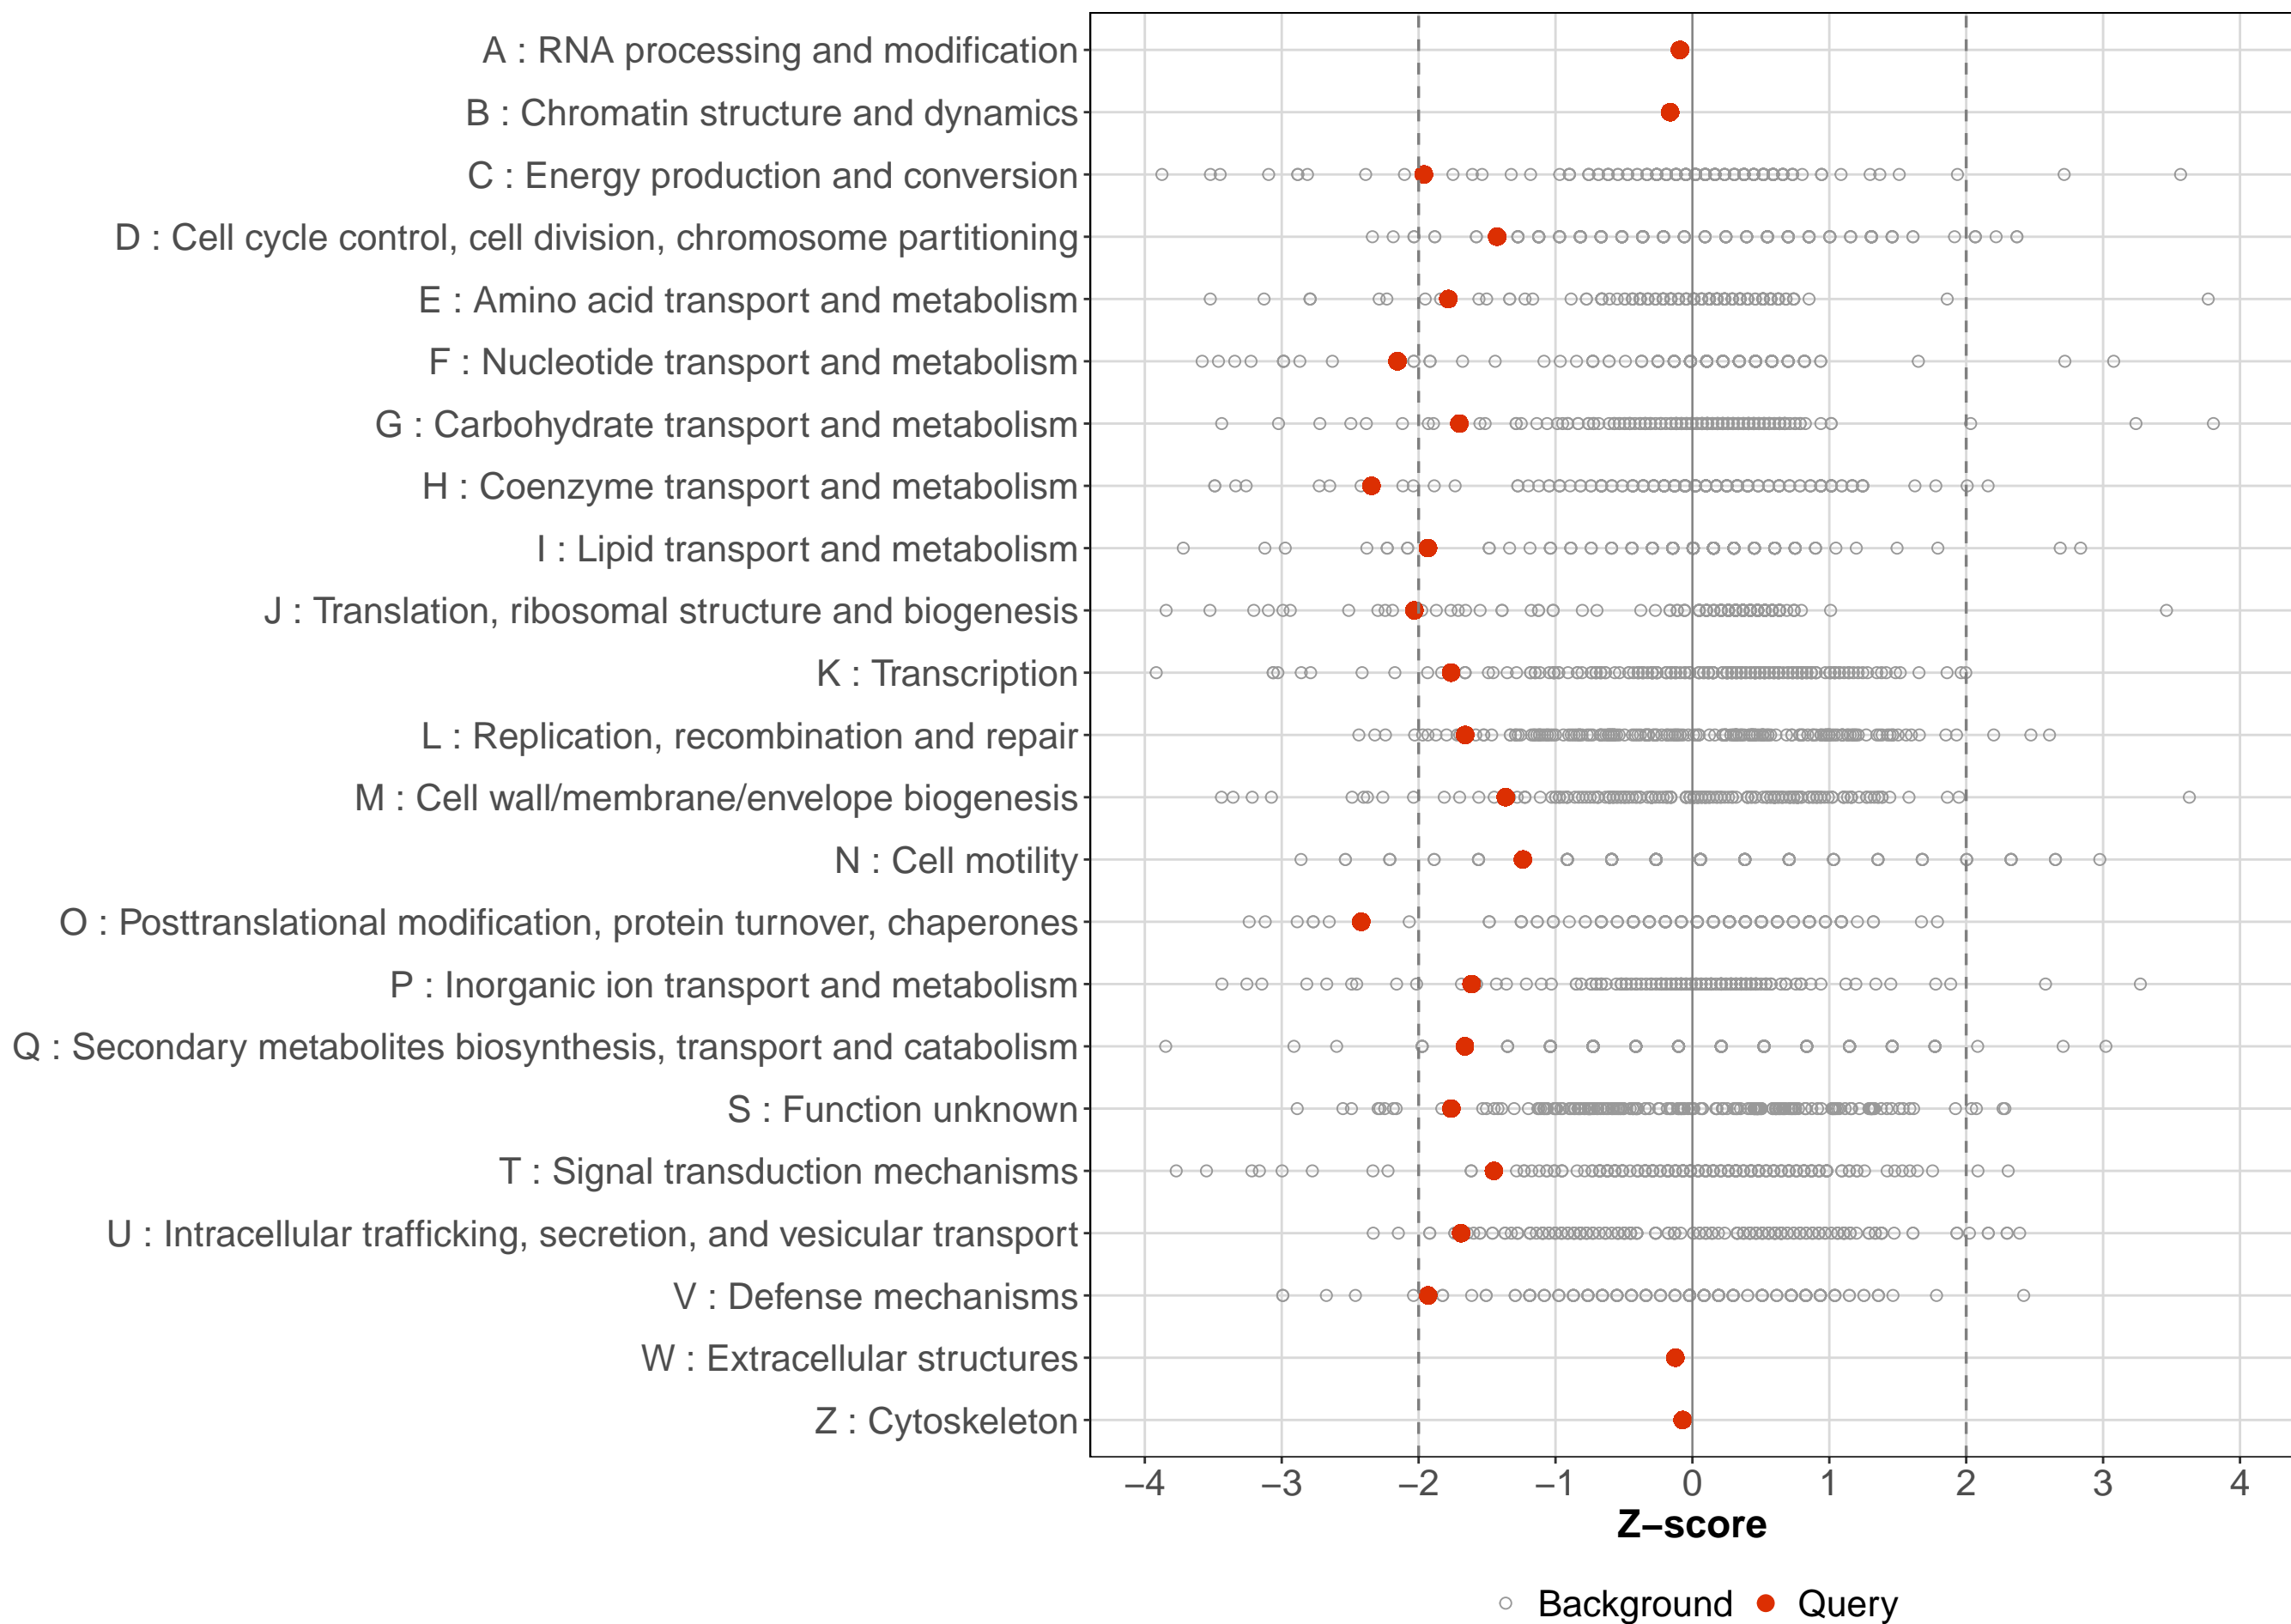 A : RNA processing and modification
B : Chromatin structure and dynamics
C : Energy production and conversion
D : Cell cycle control, cell division, chromosome partitioning
E : Amino acid transport and metabolism
F : Nucleotide transport and metabolism
G : Carbohydrate transport and metabolism
H : Coenzyme transport and metabolism
I : Lipid transport and metabolism
J : Translation, ribosomal structure and biogenesis
K : Transcription
L : Replication, recombination and repair
M : Cell wall/membrane/envelope biogenesis
N : Cell motility
O : Posttranslational modification, protein turnover, chaperones
P : Inorganic ion transport and metabolism
Q : Secondary metabolites biosynthesis, transport and catabolism
S : Function unknown
T : Signal transduction mechanisms
U : Intracellular trafficking, secretion, and vesicular transport
V : Defense mechanisms
W : Extracellular structures
Z : Cytoskeleton
−4 −3 −2 −1 0 1 2 3 4
Z−score
Background Query